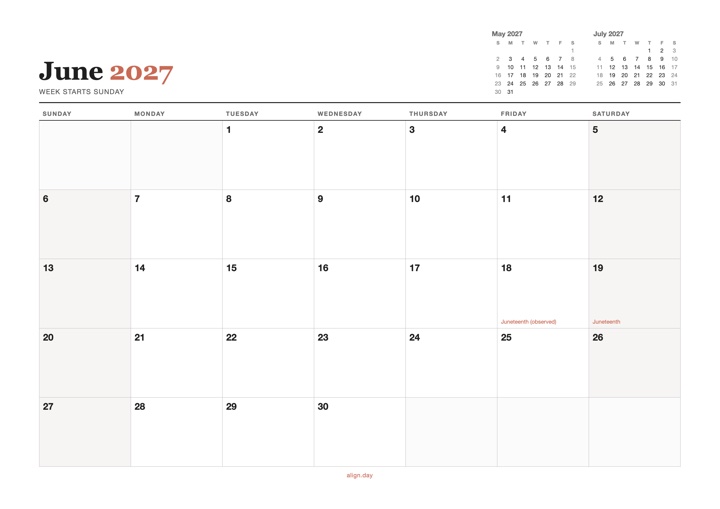 May 2027
S M T W T F S
1
2 3 4 5 6 7 8
9 10 11 12 13 14 15
16 17 18 19 20 21 22
23 24 25 26 27 28 29
30 31
July 2027
S M T W T F S
1 2 3
4 5 6 7 8 9 10
11 12 13 14 15 16 17
18 19 20 21 22 23 24
25 26 27 28 29 30 31
June 2027
WEEK STARTS SUNDAY
SUNDAY MONDAY TUESDAY WEDNESDAY THURSDAY FRIDAY SATURDAY
1 2 3 4 5
6 7 8 9 10 11 12
13 14 15 16 17 18 19
Juneteenth (observed) Juneteenth
20 21 22 23 24 25 26
27 28 29 30
align.day